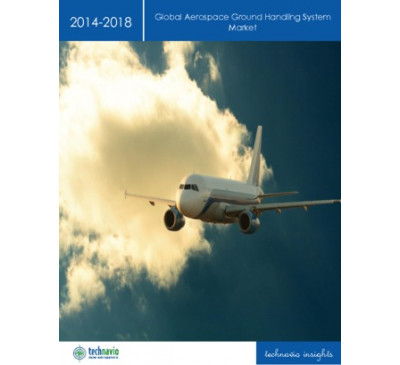 2014-2018
Global Aerospace Ground Handling System
Market
technavio
technavio insights